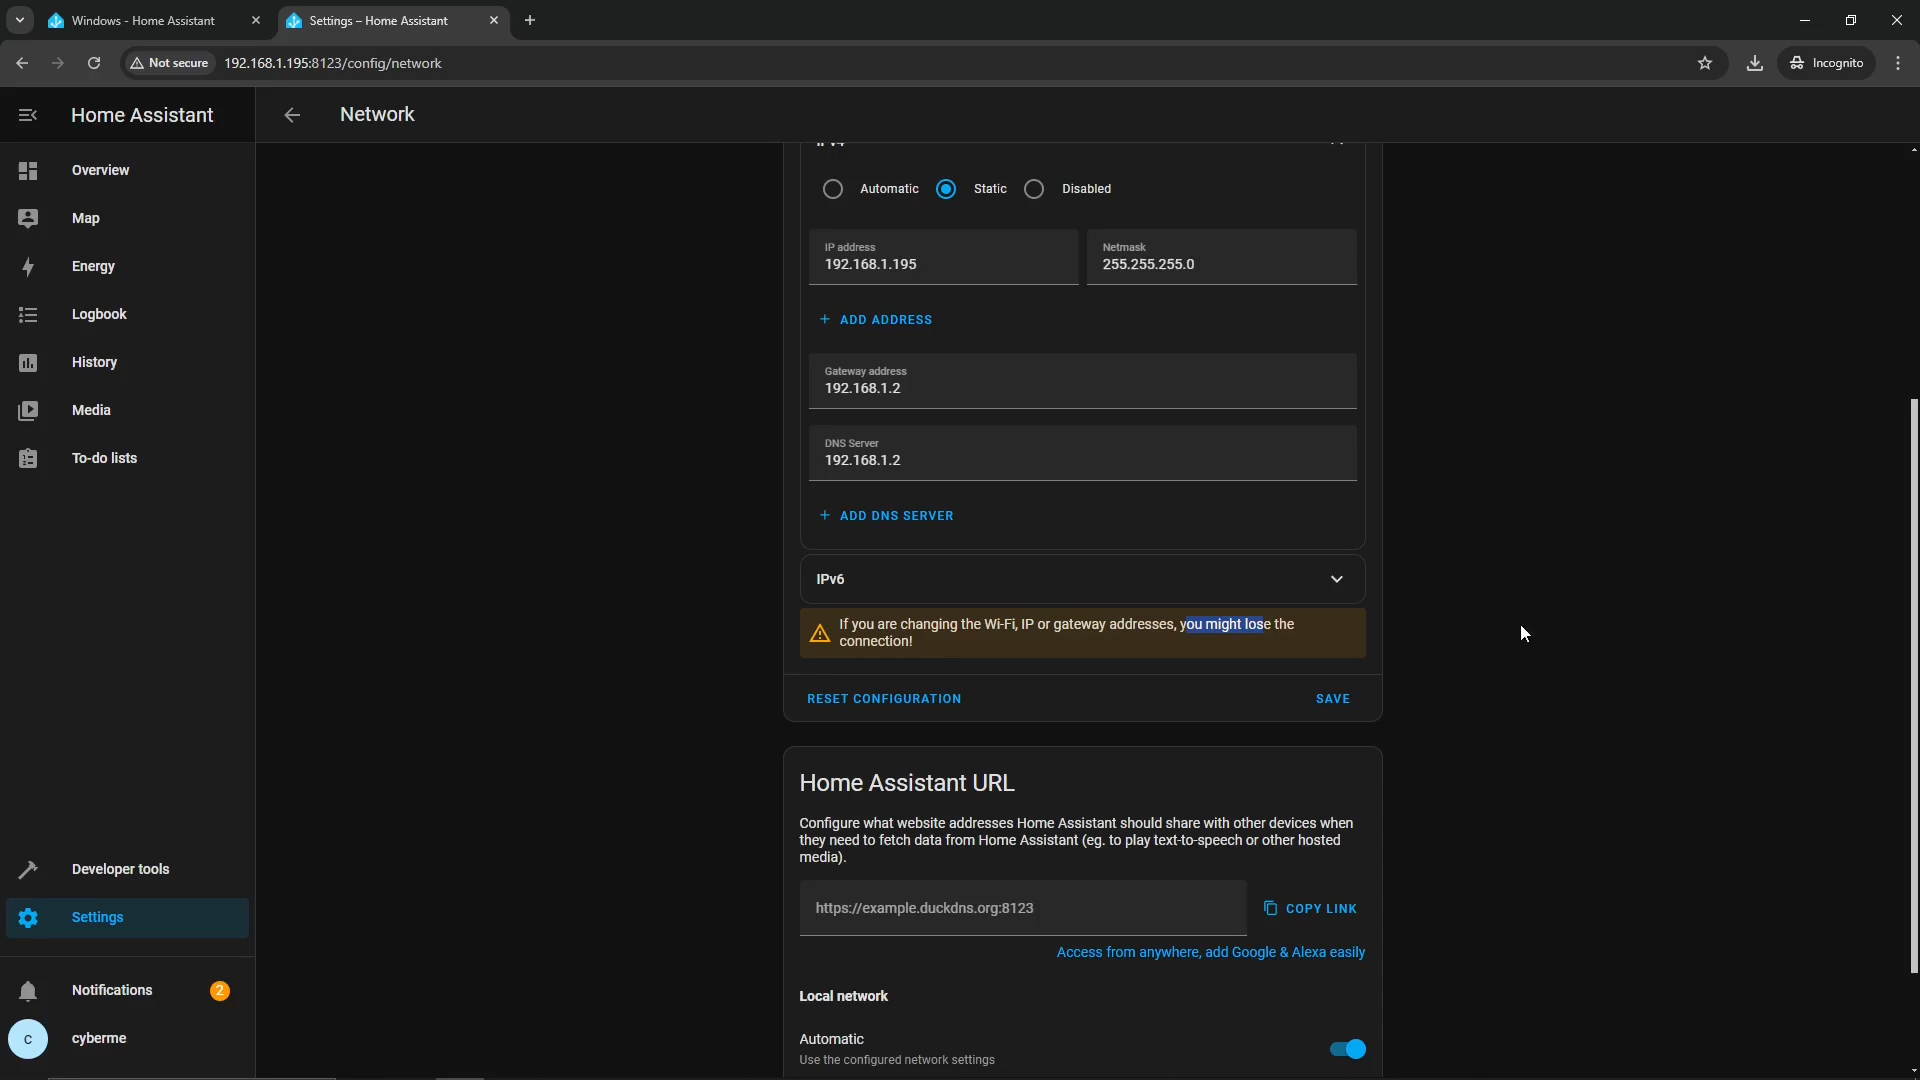 Windows - Home Assistant
Settings – Home Assistant
Not secure
192.168.1.195:8123/config/network
Incognito
Home Assistant
Network
Overview
Map
Energy
Logbook
History
Media
To-do lists
Developer tools
Settings
Notifications
2
C
cyberme
IPv4
Automatic
Static
Disabled
IP address
192.168.1.195
Netmask
255.255.255.0
ADD ADDRESS
Gateway address
192.168.1.2
DNS Server
192.168.1.2
ADD DNS SERVER
IPv6
If you are changing the Wi-Fi, IP or gateway addresses, you might lose the
connection!
RESET CONFIGURATION
SAVE
Home Assistant URL
Configure what website addresses Home Assistant should share with other devices when
they need to fetch data from Home Assistant (eg. to play text-to-speech or other hosted
media).
https://example.duckdns.org:8123
COPY LINK
Access from anywhere, add Google & Alexa easily
Local network
Automatic
Use the configured network settings